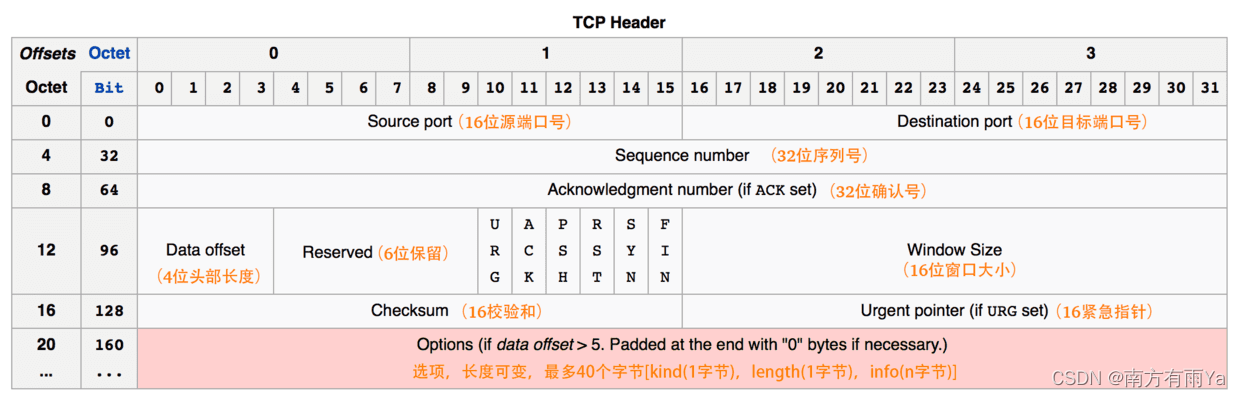 TCP Header
Offsets Octet 0 1 2 3
Octet Bit 0 1 2 3 4 5 6 7 8 9 10 11 12 13 14 15 16 17 18 19 20 21 22 23 24 25 26 27 28 29 30 31
0 0 Source port（16位源端口号） Destination port（16位目标端口号）
4 32 Sequence number （32位序列号）
8 64 Acknowledgment number (if ACK set) （32位确认号）
12 96 Data offset （4位头部长度） Reserved（6位保留） URG ACK PSH RST SYN FIN Window Size （16位窗口大小）
16 128 Checksum （16校验和） Urgent pointer (if URG set)（16紧急指针）
20 160 Options (if data offset > 5. Padded at the end with "0" bytes if necessary.)
... ... 选项，长度可变，最多40个字节[kind(1字节)，length(1字节)，info(n字节)]
CSDN @南方有雨Ya